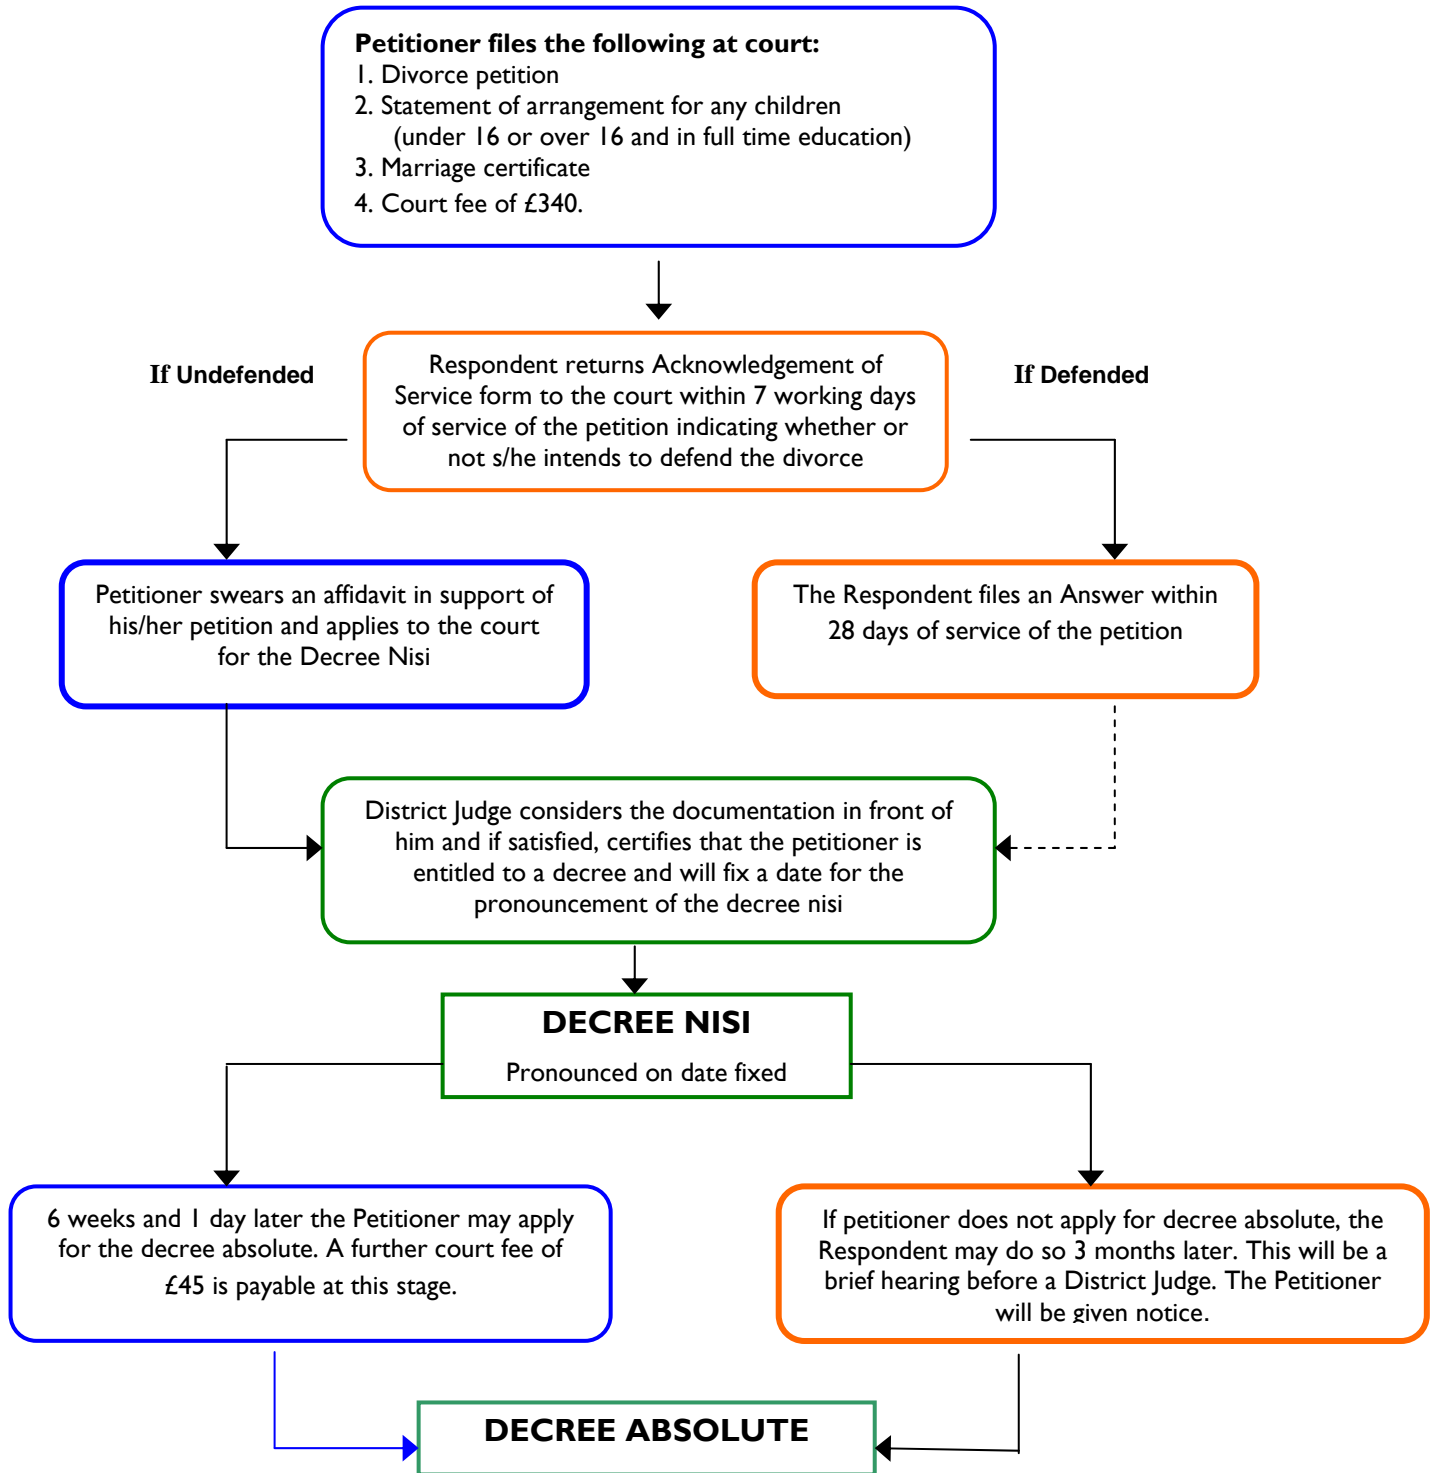 Petitioner files the following at court:
1. Divorce petition
2. Statement of arrangement for any children
(under 16 or over 16 and in full time education)
3. Marriage certificate
4. Court fee of £340.
If Undefended
Respondent returns Acknowledgement of
Service form to the court within 7 working days
of service of the petition indicating whether or
not s/he intends to defend the divorce
If Defended
Petitioner swears an affidavit in support of
his/her petition and applies to the court
for the Decree Nisi
The Respondent files an Answer within
28 days of service of the petition
District Judge considers the documentation in front of
him and if satisfied, certifies that the petitioner is
entitled to a decree and will fix a date for the
pronouncement of the decree nisi
DECREE NISI
Pronounced on date fixed
6 weeks and 1 day later the Petitioner may apply
for the decree absolute. A further court fee of
£45 is payable at this stage.
If petitioner does not apply for decree absolute, the
Respondent may do so 3 months later. This will be a
brief hearing before a District Judge. The Petitioner
will be given notice.
DECREE ABSOLUTE